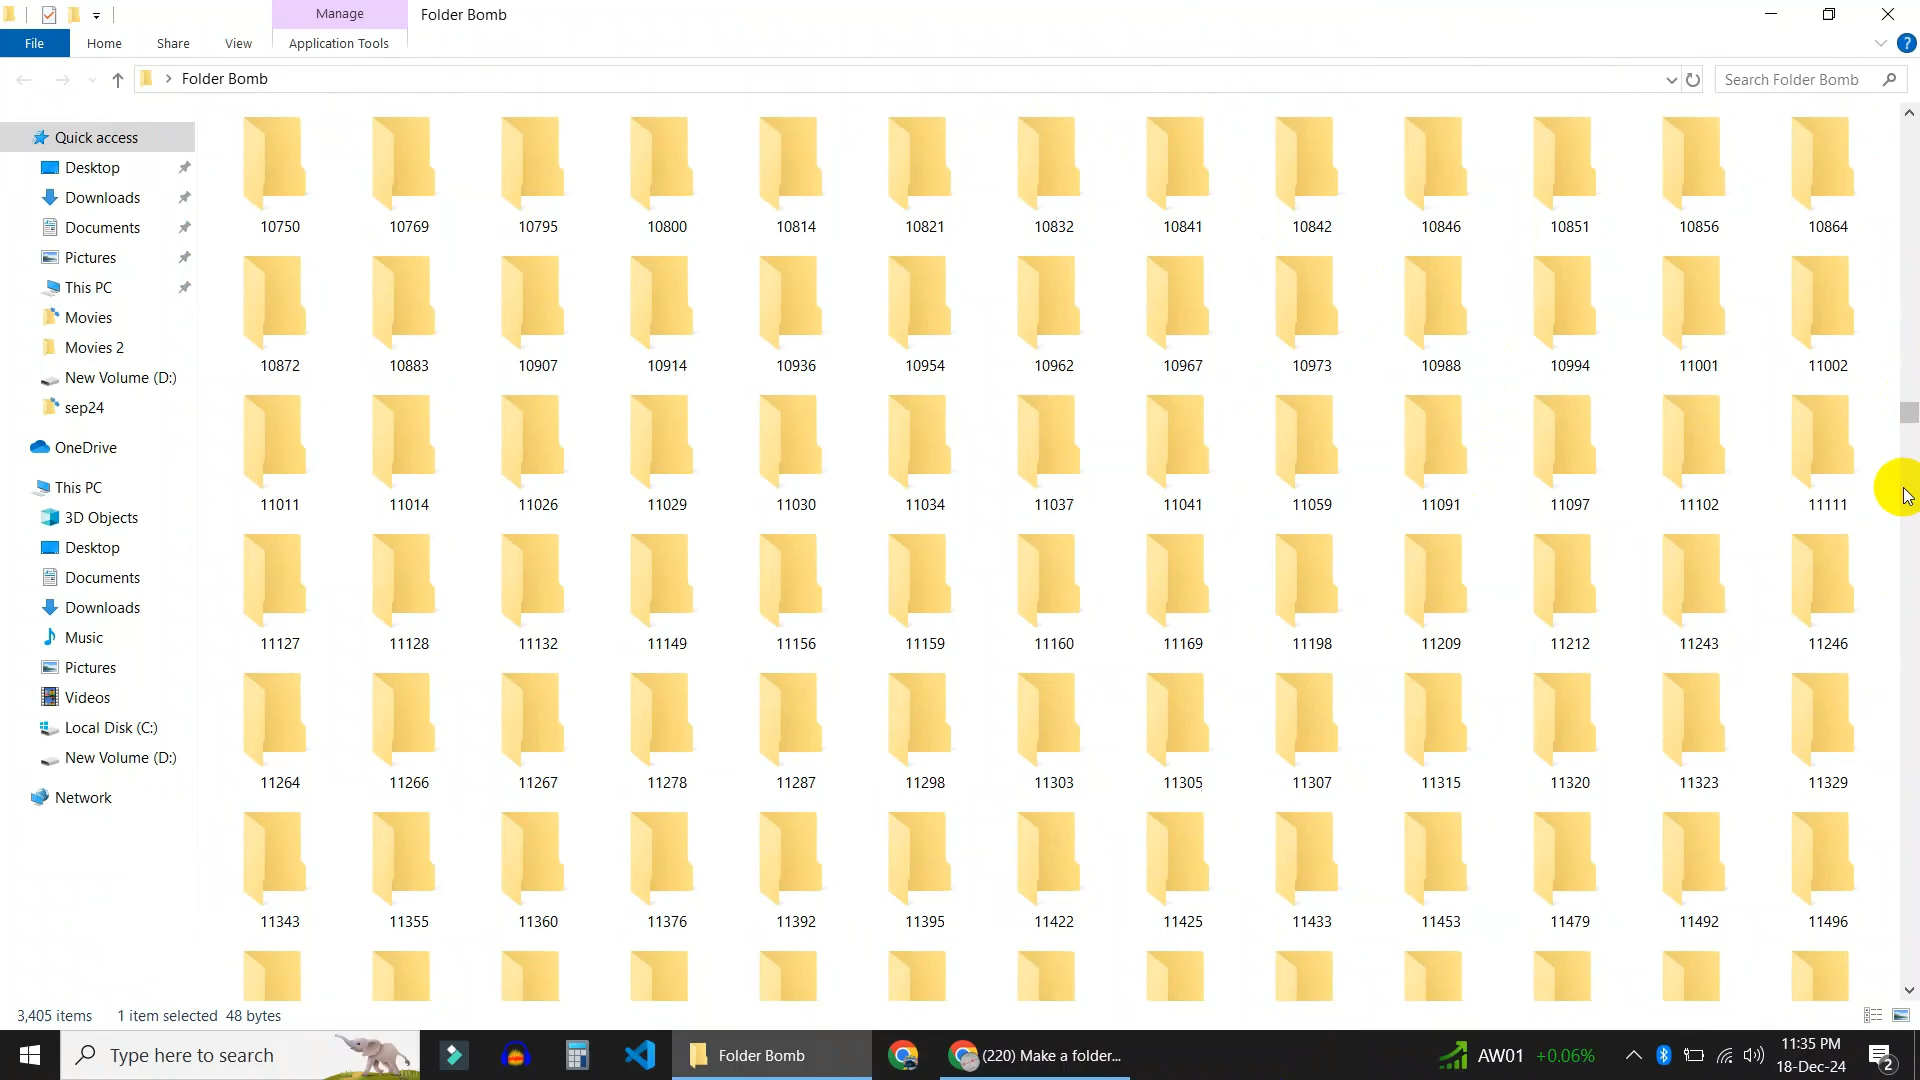 Manage
Folder Bomb
File
Home
Share
View
Application Tools
?
Folder Bomb
Search Folder Bomb
Quick access
Desktop
Downloads
Documents
Pictures
This PC
Movies
Movies 2
New Volume (D:)
sep24
OneDrive
This PC
3D Objects
Desktop
Documents
Downloads
Music
Pictures
Videos
Local Disk (C:)
New Volume (D:)
Network
10750 10769 10795 10800 10814 10821 10832 10841 10842 10846 10851 10856 10864
10872 10883 10907 10914 10936 10954 10962 10967 10973 10988 10994 11001 11002
11011 11014 11026 11029 11030 11034 11037 11041 11059 11091 11097 11102 11111
11127 11128 11132 11149 11156 11159 11160 11169 11198 11209 11212 11243 11246
11264 11266 11267 11278 11287 11298 11303 11305 11307 11315 11320 11323 11329
11343 11355 11360 11376 11392 11395 11422 11425 11433 11453 11479 11492 11496
3,405 items 1 item selected 48 bytes
Type here to search
Folder Bomb
(220) Make a folder...
AW01 +0.06%
11:35 PM
18-Dec-24
2